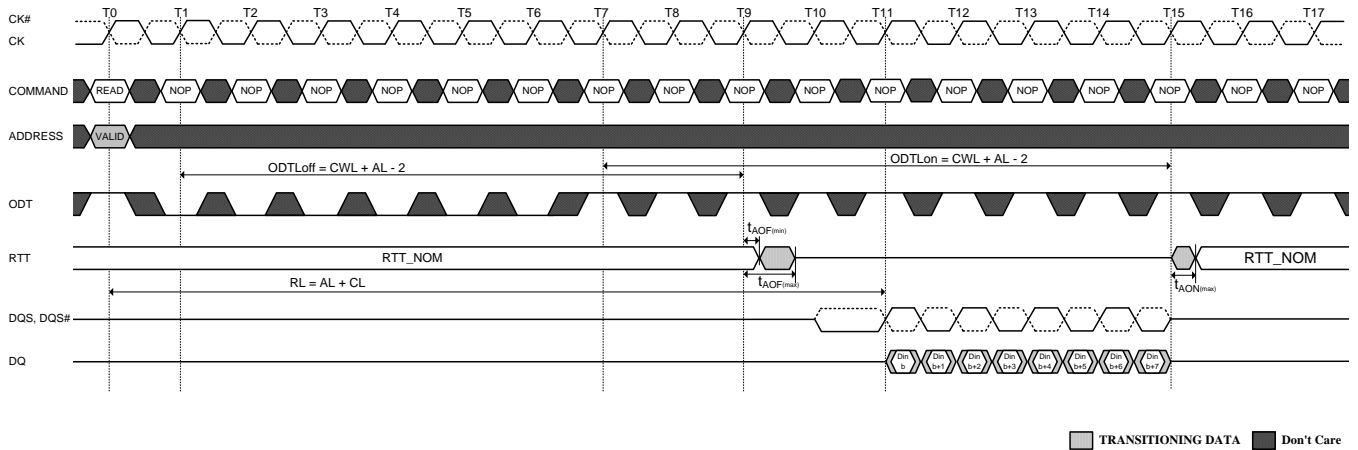 T0 T1 T2 T3 T4 T5 T6 T7 T8 T9 T10 T11 T12 T13 T14 T15 T16 T17
CK#
CK
COMMAND READ NOP NOP NOP NOP NOP NOP NOP NOP NOP NOP NOP NOP NOP NOP NOP NOP NOP
ADDRESS VALID
ODTLoff = CWL + AL - 2 ODTLon = CWL + AL - 2
ODT
tAOF(min)
RTT RTT_NOM RTT_NOM
RL = AL + CL tAOF(max) tAON(max)
DQS, DQS#
DQ Din b Din b+1 Din b+2 Din b+3 Din b+4 Din b+5 Din b+6 Din b+7
TRANSITIONING DATA Don't Care